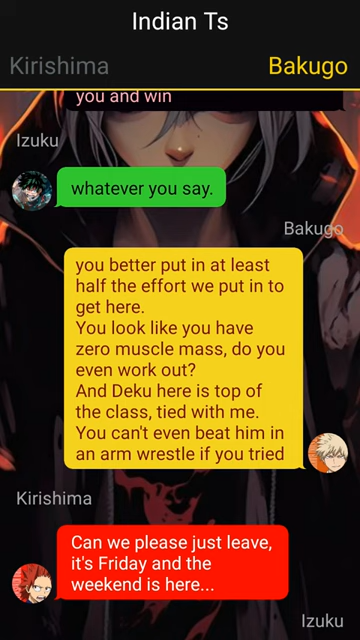 Indian Ts
Kirishima
Bakugo
you and win
Izuku
whatever you say.
Bakugo
you better put in at least
half the effort we put in to
get here.
You look like you have
zero muscle mass, do you
even work out?
And Deku here is top of
the class, tied with me.
You can't even beat him in
an arm wrestle if you tried
Kirishima
Can we please just leave,
it's Friday and the
weekend is here...
Izuku